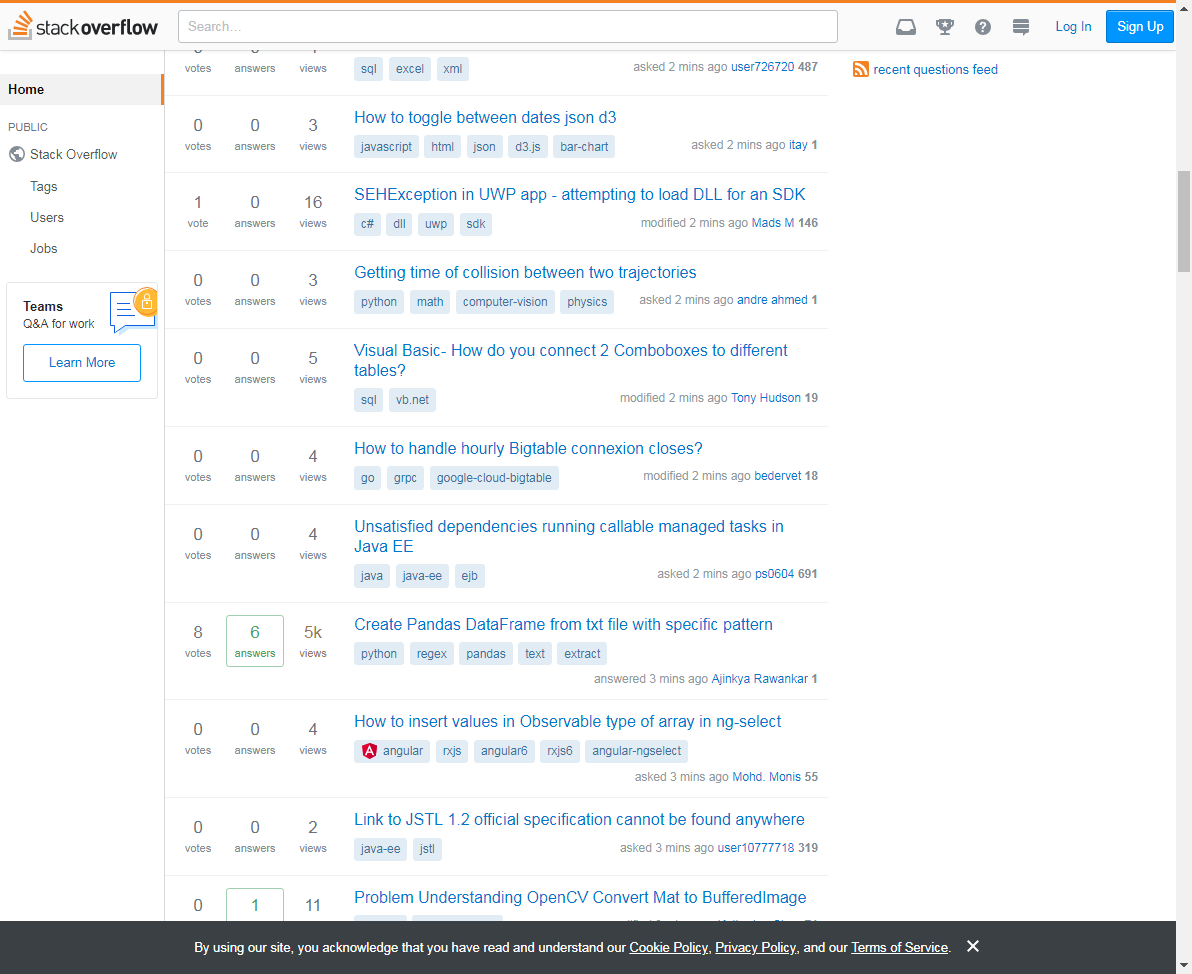 stackoverflow
Search...
Log In
Sign Up
Home
PUBLIC
Stack Overflow
Tags
Users
Jobs
Teams
Q&A for work
Learn More
votes answers views
sql excel xml
asked 2 mins ago user726720 487
recent questions feed
0 votes 0 answers 3 views
How to toggle between dates json d3
javascript html json d3.js bar-chart
asked 2 mins ago itay 1
1 vote 0 answers 16 views
SEHException in UWP app - attempting to load DLL for an SDK
c# dll uwp sdk
modified 2 mins ago Mads M 146
0 votes 0 answers 3 views
Getting time of collision between two trajectories
python math computer-vision physics
asked 2 mins ago andre ahmed 1
0 votes 0 answers 5 views
Visual Basic- How do you connect 2 Comboboxes to different
tables?
sql vb.net
modified 2 mins ago Tony Hudson 19
0 votes 0 answers 4 views
How to handle hourly Bigtable connexion closes?
go grpc google-cloud-bigtable
modified 2 mins ago bedervet 18
0 votes 0 answers 4 views
Unsatisfied dependencies running callable managed tasks in
Java EE
java java-ee ejb
asked 2 mins ago ps0604 691
8 votes 6 answers 5k views
Create Pandas DataFrame from txt file with specific pattern
python regex pandas text extract
answered 3 mins ago Ajinkya Rawankar 1
0 votes 0 answers 4 views
How to insert values in Observable type of array in ng-select
angular rxjs angular6 rxjs6 angular-ngselect
asked 3 mins ago Mohd. Monis 55
0 votes 0 answers 2 views
Link to JSTL 1.2 official specification cannot be found anywhere
java-ee jstl
asked 3 mins ago user10777718 319
0 1 11
Problem Understanding OpenCV Convert Mat to BufferedImage
By using our site, you acknowledge that you have read and understand our Cookie Policy, Privacy Policy, and our Terms of Service.